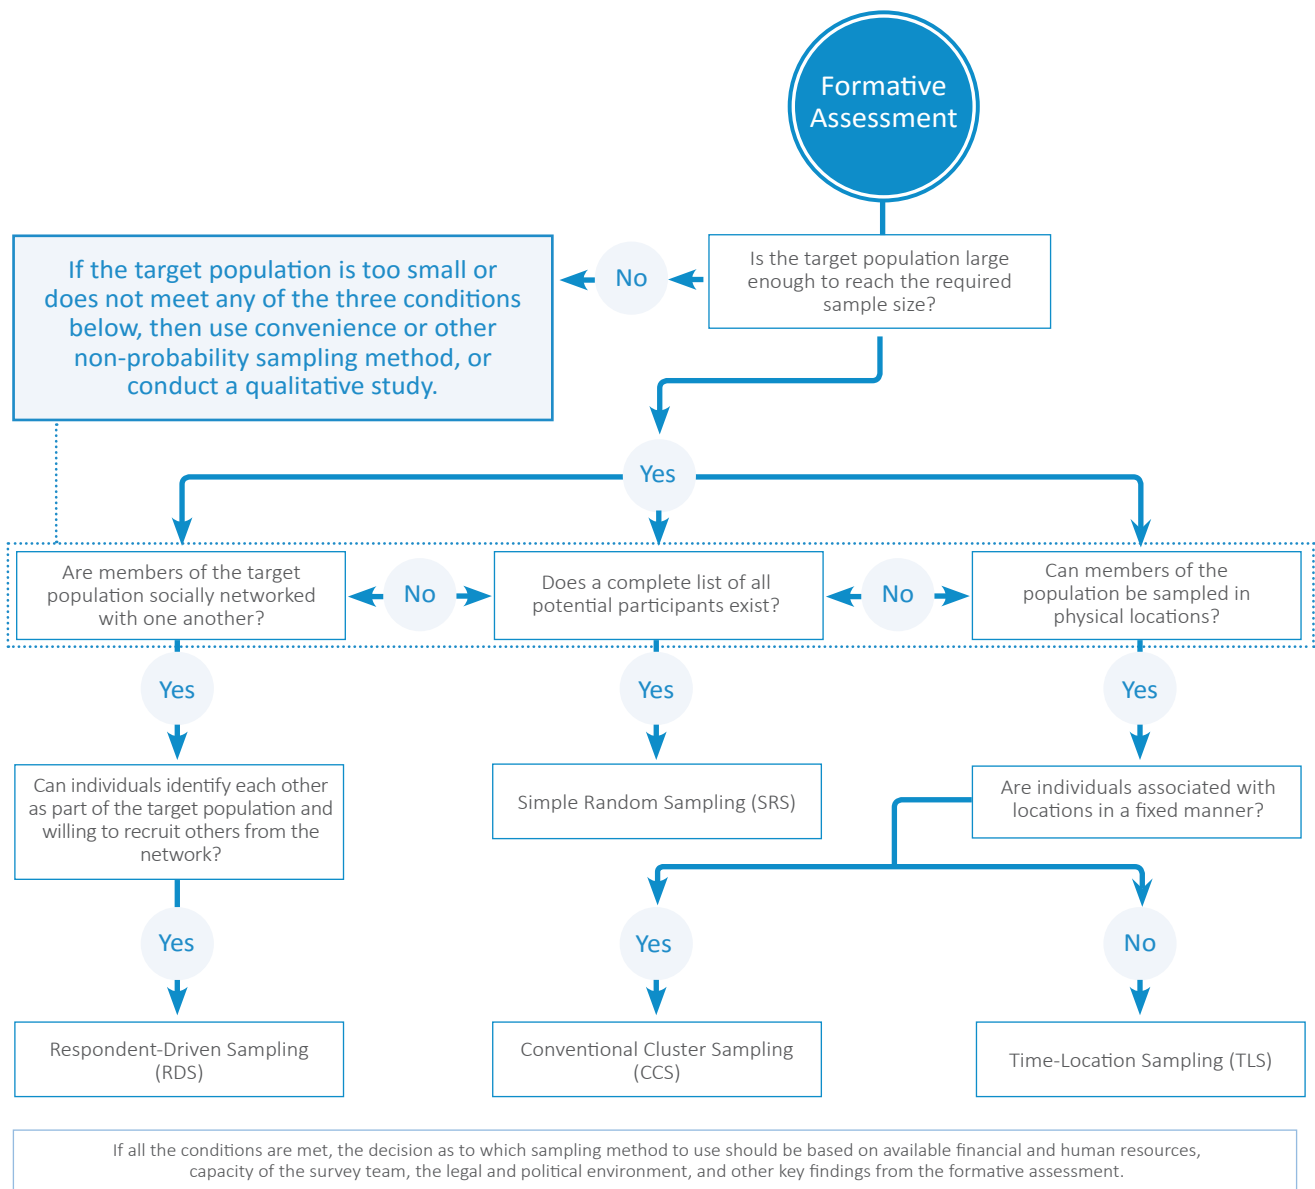 Formative
Assessment
Is the target population large
enough to reach the required
sample size?
No
If the target population is too small or
does not meet any of the three conditions
below, then use convenience or other
non-probability sampling method, or
conduct a qualitative study.
Yes
Are members of the target
population socially networked
with one another?
No
Does a complete list of all
potential participants exist?
No
Can members of the
population be sampled in
physical locations?
Yes
Yes
Yes
Can individuals identify each other
as part of the target population and
willing to recruit others from the
network?
Simple Random Sampling (SRS)
Are individuals associated with
locations in a fixed manner?
Yes
Yes
No
Respondent-Driven Sampling
(RDS)
Conventional Cluster Sampling
(CCS)
Time-Location Sampling (TLS)
If all the conditions are met, the decision as to which sampling method to use should be based on available financial and human resources,
capacity of the survey team, the legal and political environment, and other key findings from the formative assessment.